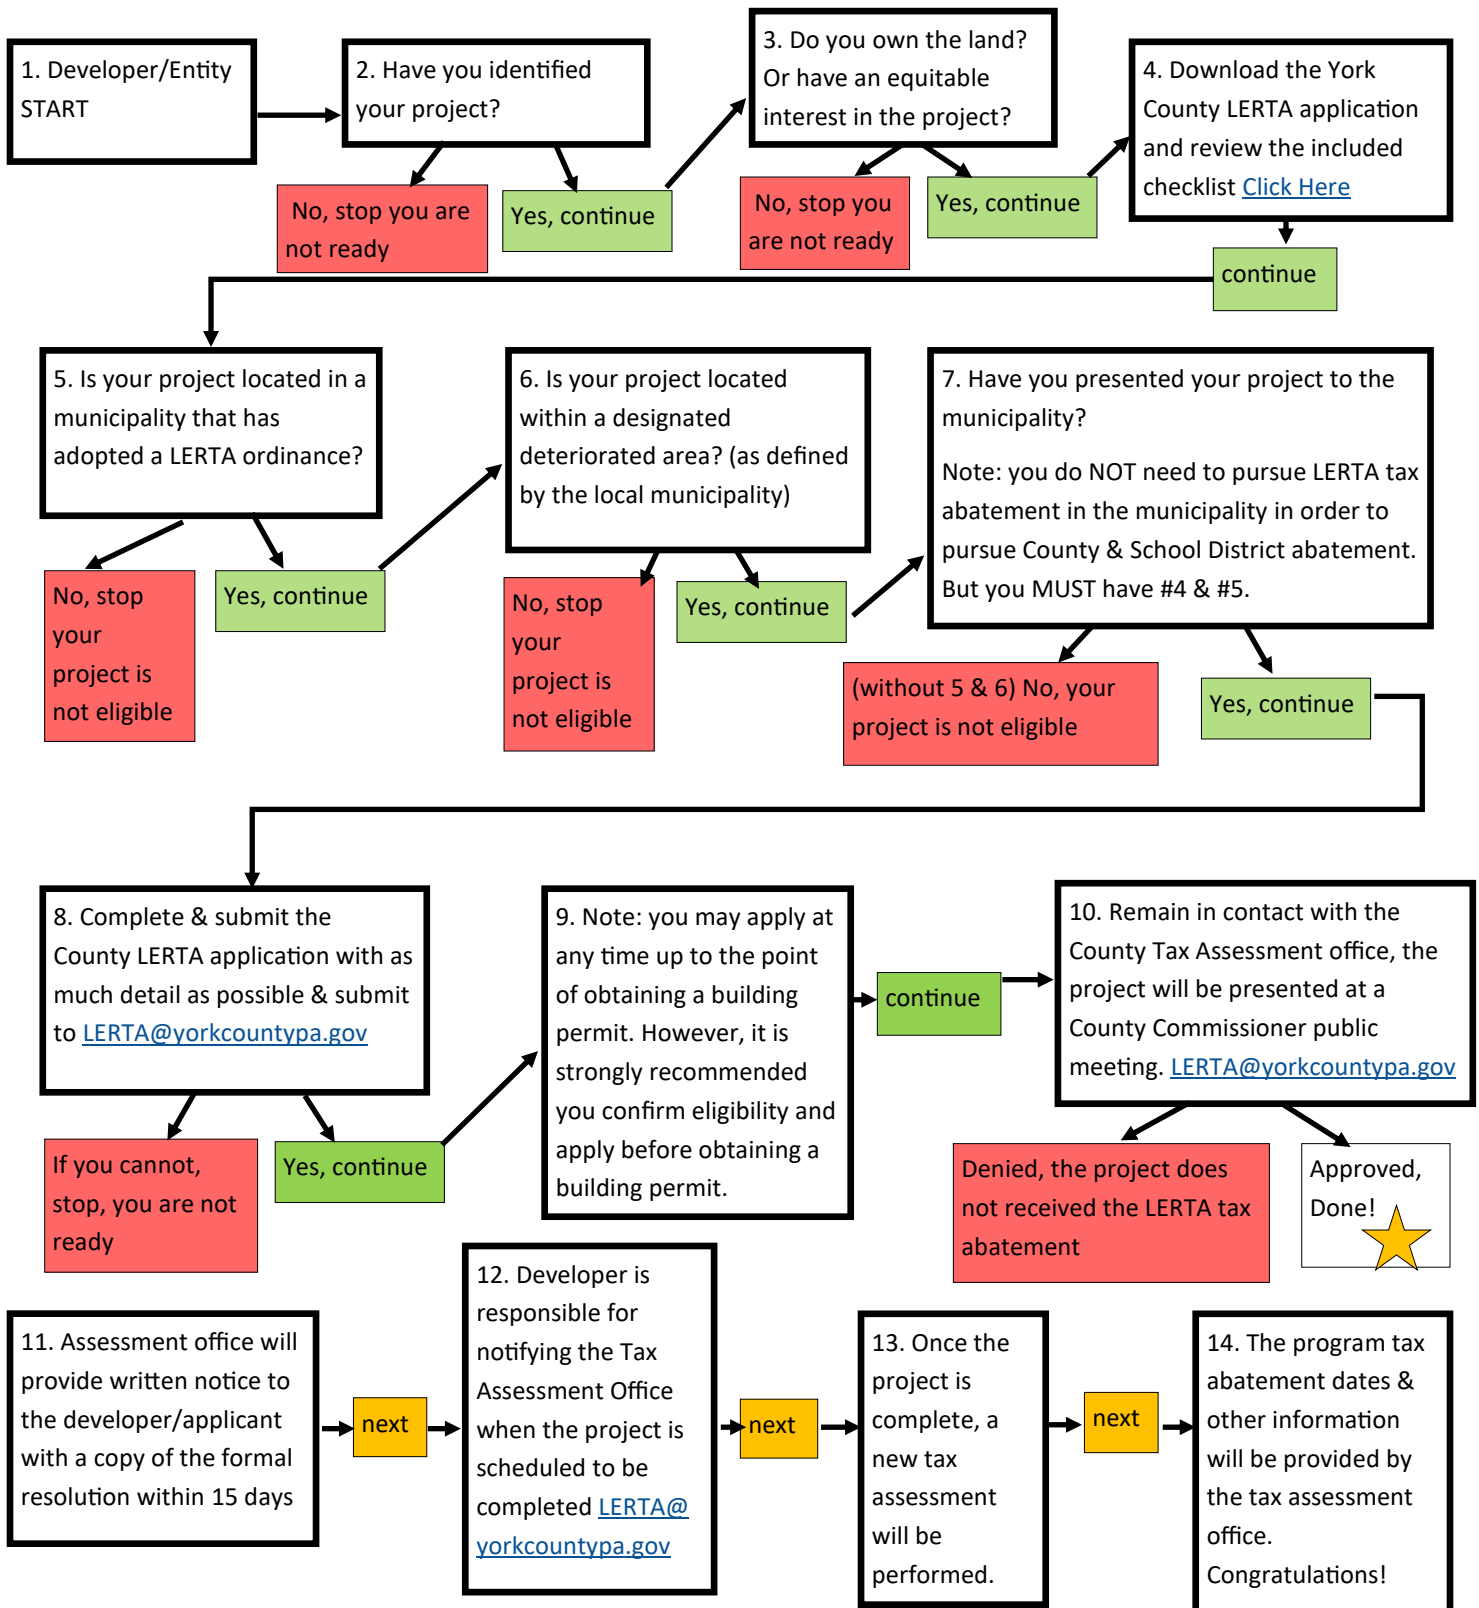 1. Developer/Entity
START
2. Have you identified
your project?
No, stop you are
not ready
Yes, continue
3. Do you own the land?
Or have an equitable
interest in the project?
No, stop you
are not ready
Yes, continue
4. Download the York
County LERTA application
and review the included
checklist Click Here
continue
5. Is your project located in a
municipality that has
adopted a LERTA ordinance?
No, stop
your
project is
not eligible
Yes, continue
6. Is your project located
within a designated
deteriorated area? (as defined
by the local municipality)
No, stop
your
project is
not eligible
Yes, continue
7. Have you presented your project to the
municipality?
Note: you do NOT need to pursue LERTA tax
abatement in the municipality in order to
pursue County & School District abatement.
But you MUST have #4 & #5.
(without 5 & 6) No, your
project is not eligible
Yes, continue
8. Complete & submit the
County LERTA application with as
much detail as possible & submit
to LERTA@yorkcountypa.gov
If you cannot,
stop, you are not
ready
Yes, continue
9. Note: you may apply at
any time up to the point
of obtaining a building
permit. However, it is
strongly recommended
you confirm eligibility and
apply before obtaining a
building permit.
continue
10. Remain in contact with the
County Tax Assessment office, the
project will be presented at a
County Commissioner public
meeting. LERTA@yorkcountypa.gov
Denied, the project does
not received the LERTA tax
abatement
Approved,
Done!
11. Assessment office will
provide written notice to
the developer/applicant
with a copy of the formal
resolution within 15 days
next
12. Developer is
responsible for
notifying the Tax
Assessment Office
when the project is
scheduled to be
completed LERTA@
yorkcountypa.gov
next
13. Once the
project is
complete, a
new tax
assessment
will be
performed.
next
14. The program tax
abatement dates &
other information
will be provided by
the tax assessment
office.
Congratulations!